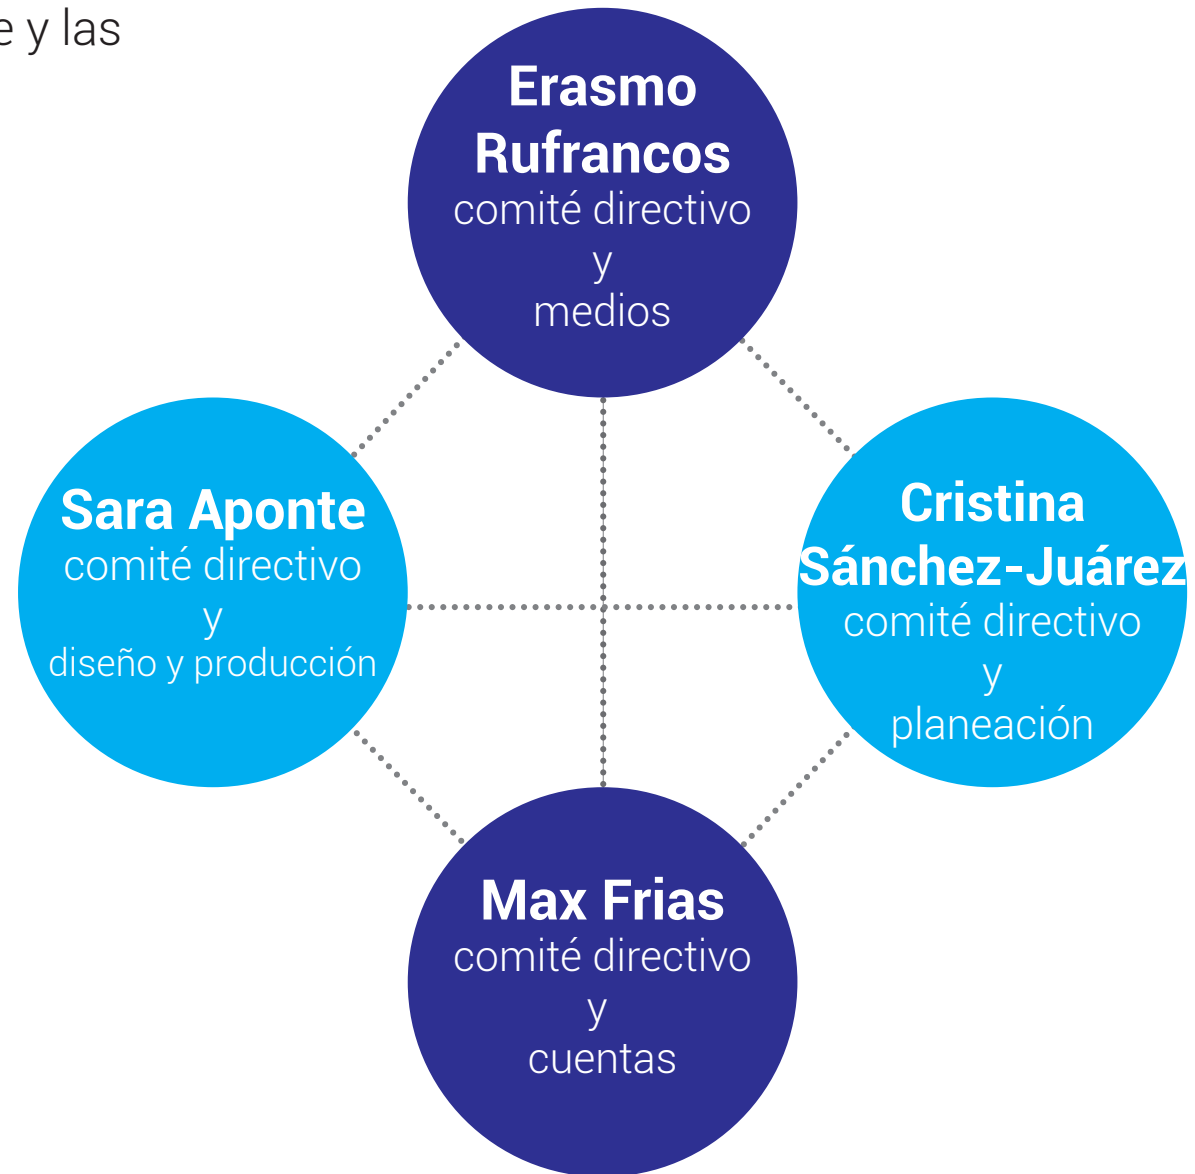 e y las
Erasmo
Rufrancos
comité directivo
y
medios
Sara Aponte
comité directivo
y
diseño y producción
Cristina
Sánchez-Juárez
comité directivo
y
planeación
Max Frias
comité directivo
y
cuentas